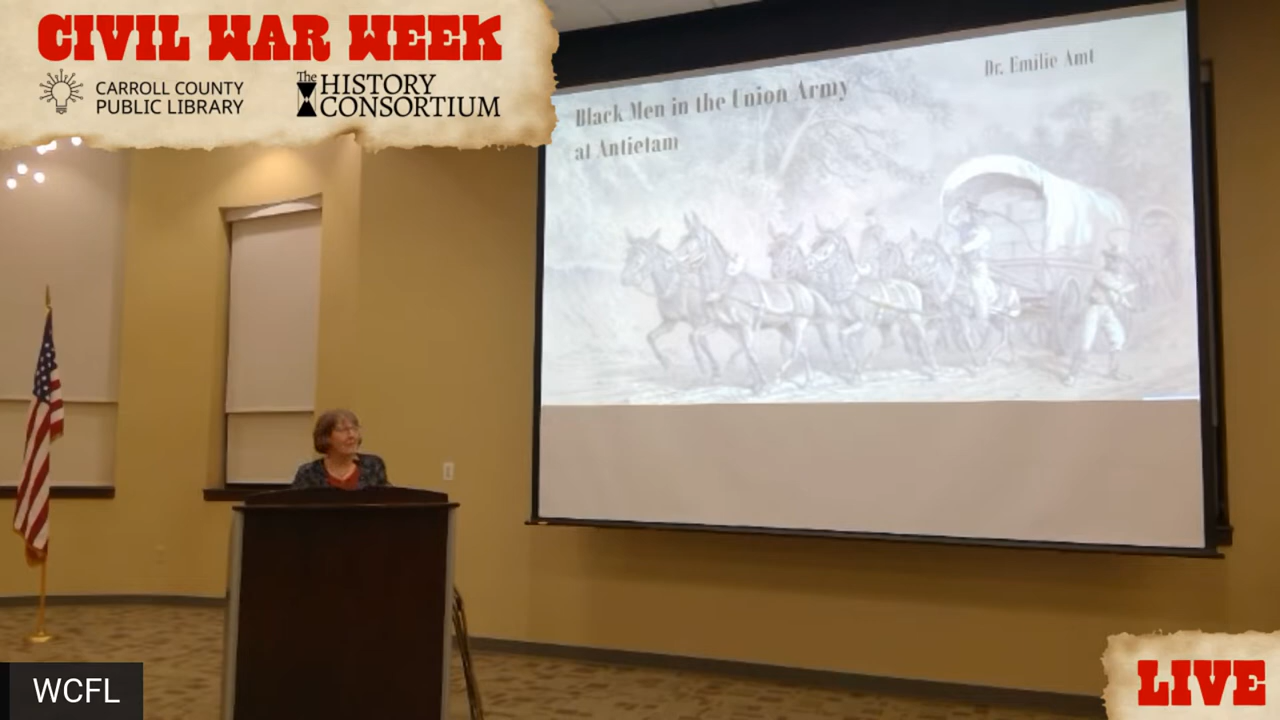 CIVIL WAR WEEK
CARROLL COUNTY
PUBLIC LIBRARY
The HISTORY
CONSORTIUM
Dr. Emilie Amt
Black Men in the Union Army
at Antietam
WCFL
LIVE